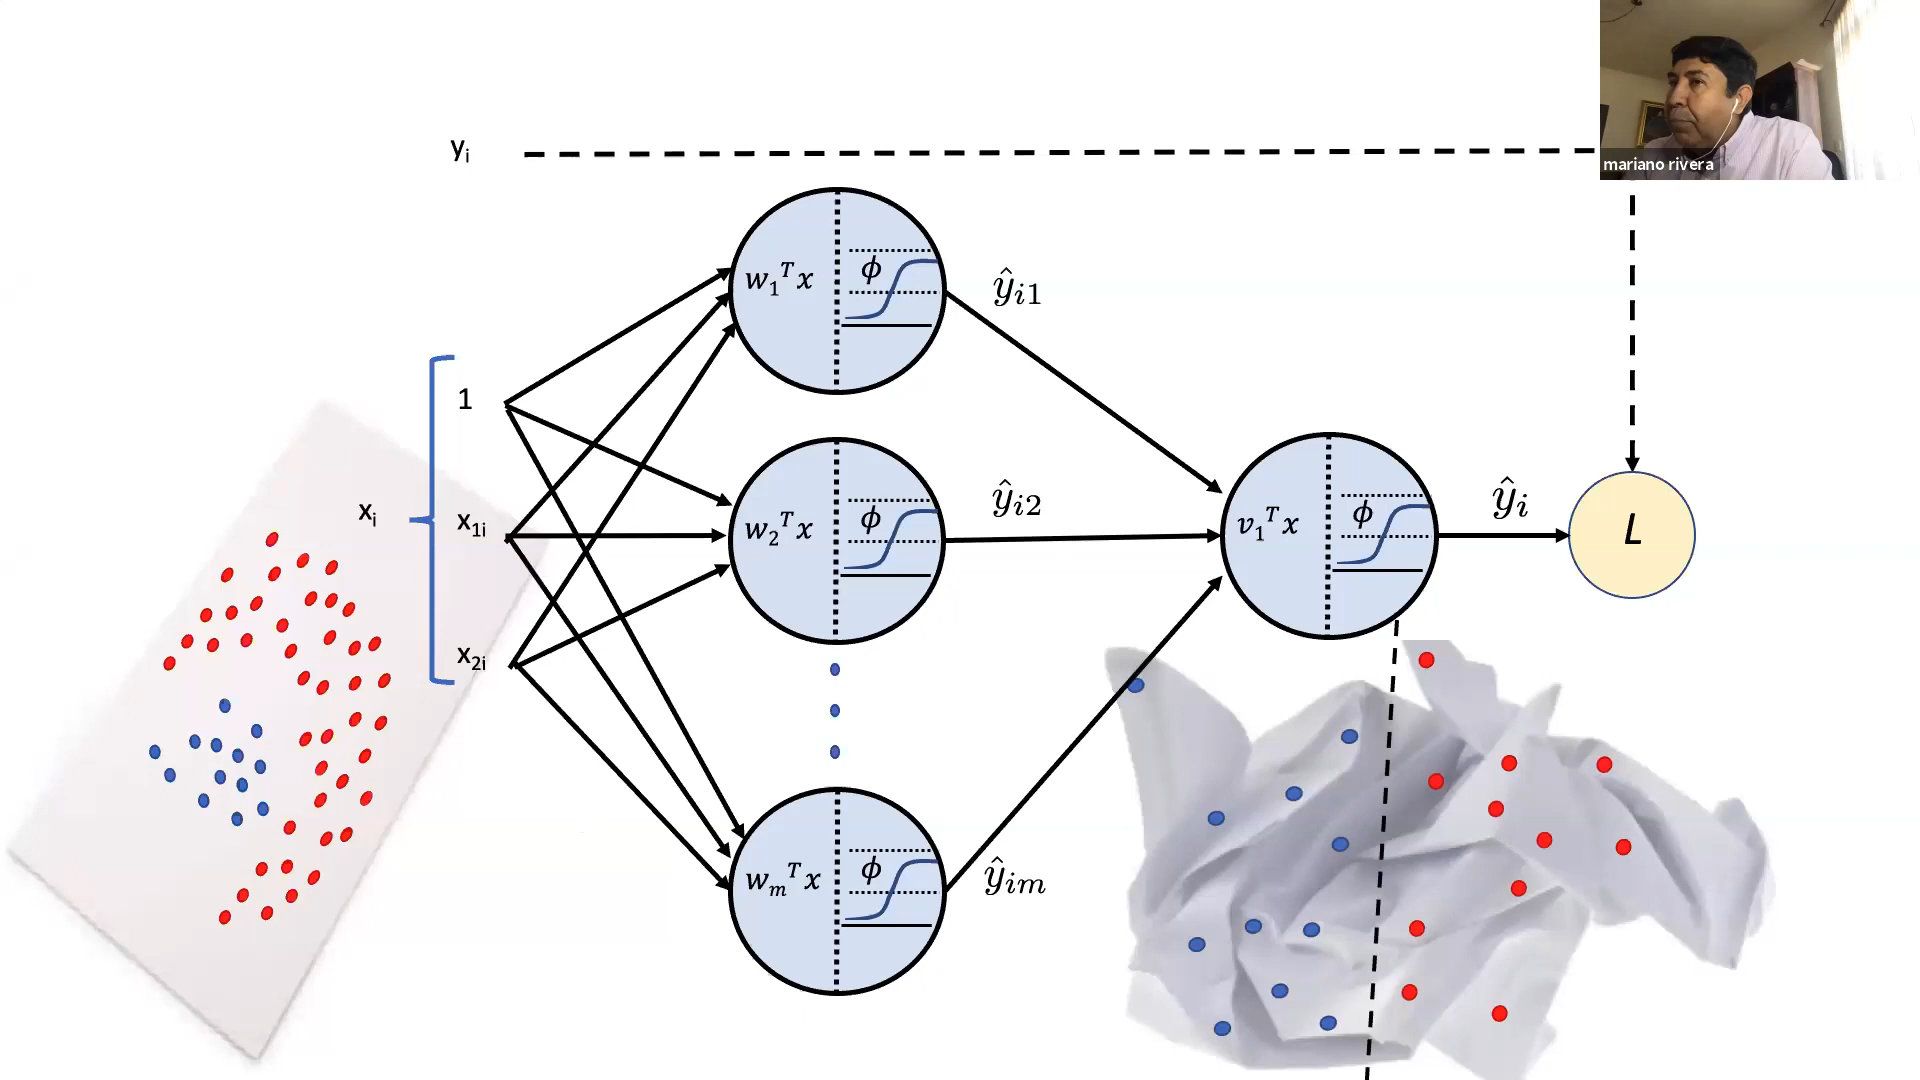 mariano rivera
yᵢ
w₁ᵀx
ϕ
ŷᵢ₁
1
xᵢ
x₁ᵢ
x₂ᵢ
w₂ᵀx
ϕ
ŷᵢ₂
v₁ᵀx
ϕ
ŷᵢ
L
wₘᵀx
ϕ
ŷᵢₘ